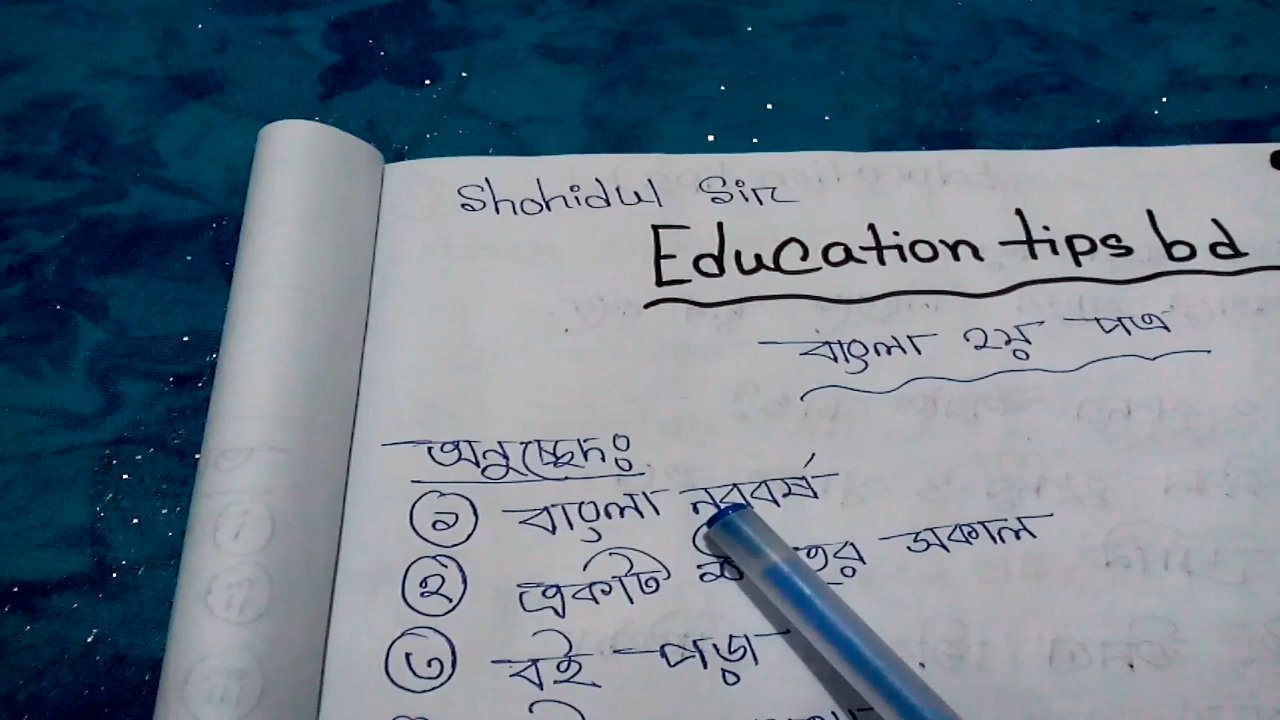 Shohidul Sir
Education tips bd
বাংলা ২য় পত্র
অনুচ্ছেদঃ
১ বাংলা নববর্ষ
২ একটি সকাল
৩ বই পড়া